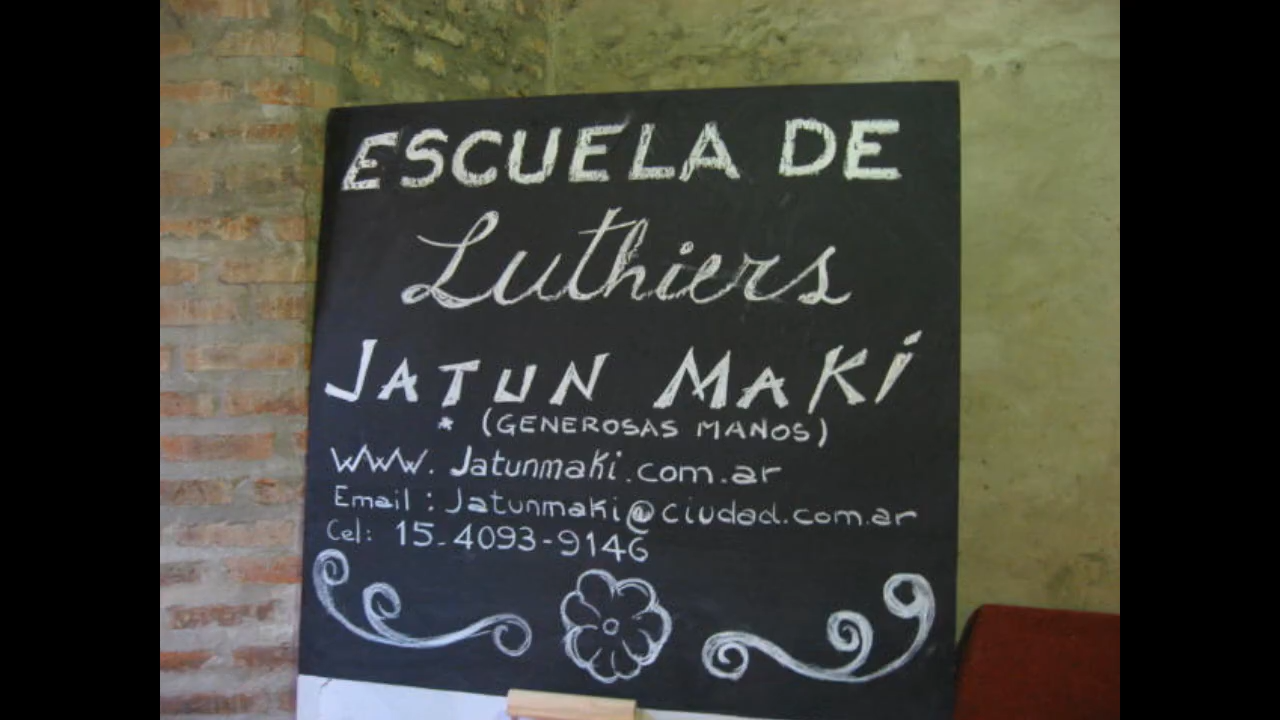 ESCUELA DE
Luthiers
JATUN MAKi
* (GENEROSAS MANOS)
WWW. Jatunmaki.com.ar
Email : Jatunmaki@ciudad.com.ar
Cel: 15-4093-9146